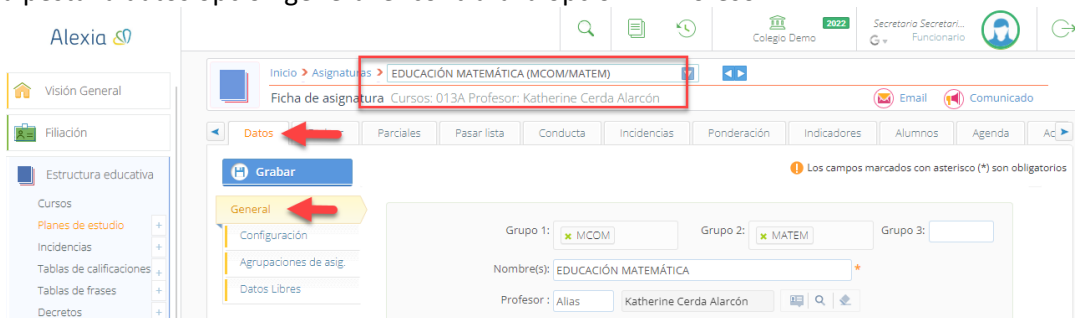 Alexia
Colegio Demo
2022
Secretaria Secretari...
G
Funcionario
Inicio > Asignaturas > EDUCACIÓN MATEMÁTICA (MCOM/MATEM)
Ficha de asignatura Cursos: 013A Profesor: Katherine Cerda Alarcón
Email
Comunicado
Visión General
Filiación
Estructura educativa
Cursos
Planes de estudio +
Incidencias +
Tablas de calificaciones +
Tablas de frases +
Decretos +
Datos
Parciales
Pasar lista
Conducta
Incidencias
Ponderación
Indicadores
Alumnos
Agenda
Grabar
Los campos marcados con asterisco (*) son obligatorios
General
Configuración
Agrupaciones de asig.
Datos Libres
Grupo 1: x MCOM
Grupo 2: x MATEM
Grupo 3:
Nombre(s): EDUCACIÓN MATEMÁTICA *
Profesor : Alias Katherine Cerda Alarcón